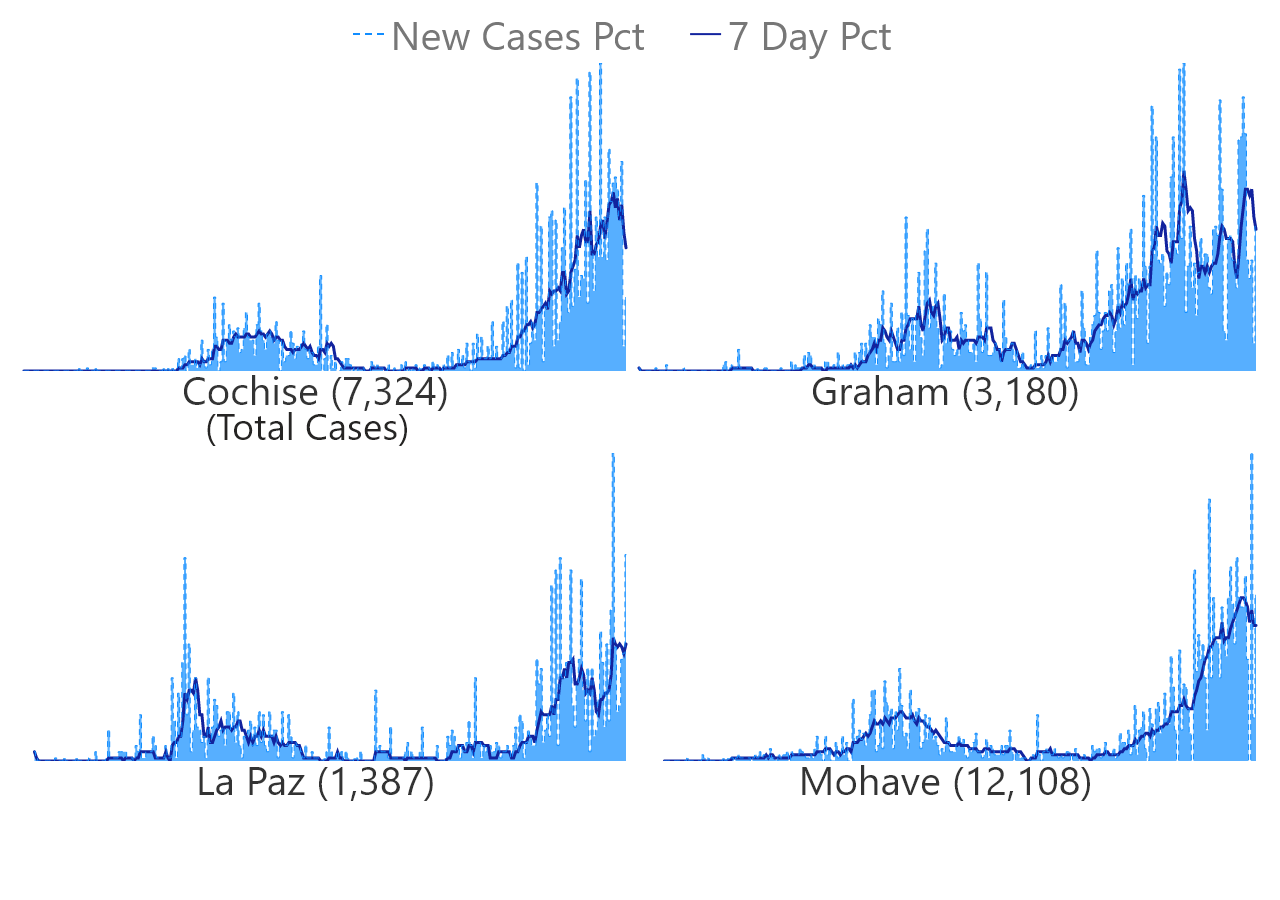 New Cases Pct 7 Day Pct
Cochise (7,324)
(Total Cases)
Graham (3,180)
La Paz (1,387)
Mohave (12,108)